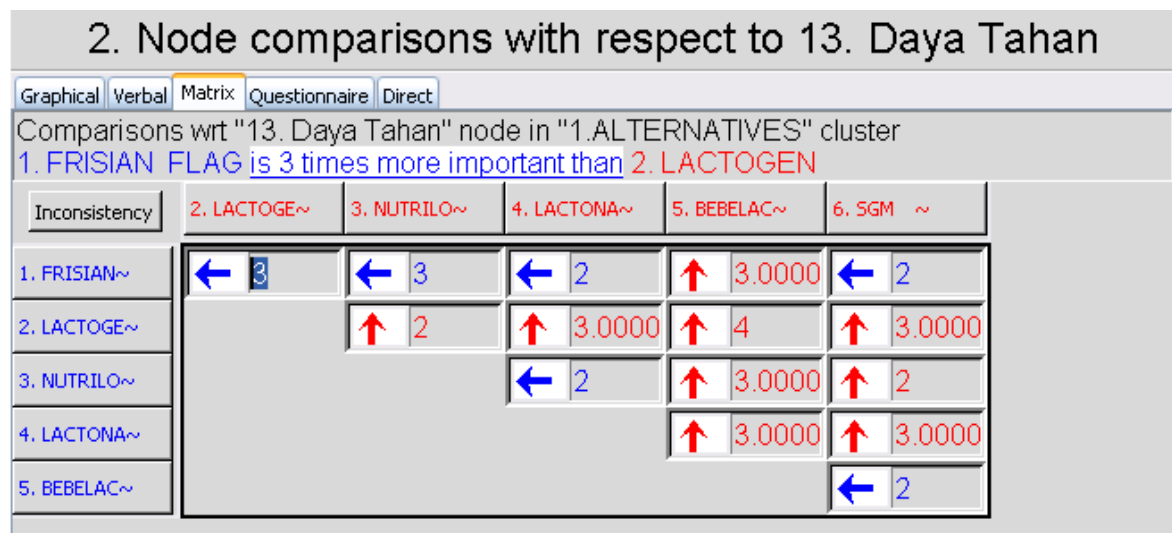 2. Node comparisons with respect to 13. Daya Tahan
Graphical Verbal Matrix Questionnaire Direct
Comparisons wrt "13. Daya Tahan" node in "1.ALTERNATIVES" cluster
1. FRISIAN FLAG is 3 times more important than 2. LACTOGEN
Inconsistency 2. LACTOGE~ 3. NUTRILO~ 4. LACTONA~ 5. BEBELAC~ 6. SGM ~
1. FRISIAN~ 3 3 2 3.0000 2
2. LACTOGE~ 2 3.0000 4 3.0000
3. NUTRILO~ 2 3.0000 2
4. LACTONA~ 3.0000 3.0000
5. BEBELAC~ 2